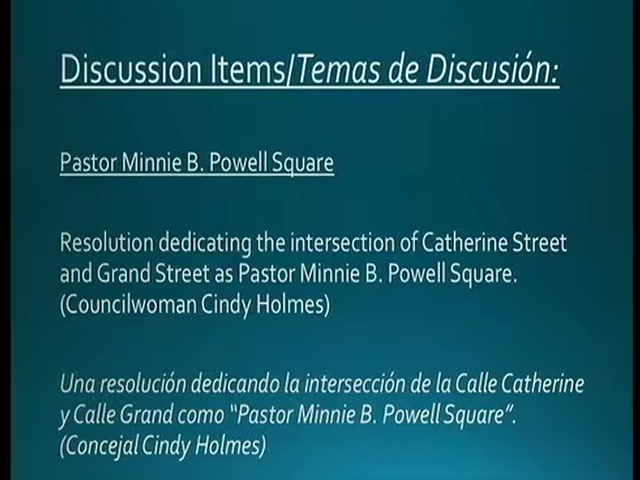 Discussion Items/Temas de Discusión:
Pastor Minnie B. Powell Square
Resolution dedicating the intersection of Catherine Street
and Grand Street as Pastor Minnie B. Powell Square.
(Councilwoman Cindy Holmes)
Una resolución dedicando la intersección de la Calle Catherine
y Calle Grand como “Pastor Minnie B. Powell Square”.
(Concejal Cindy Holmes)